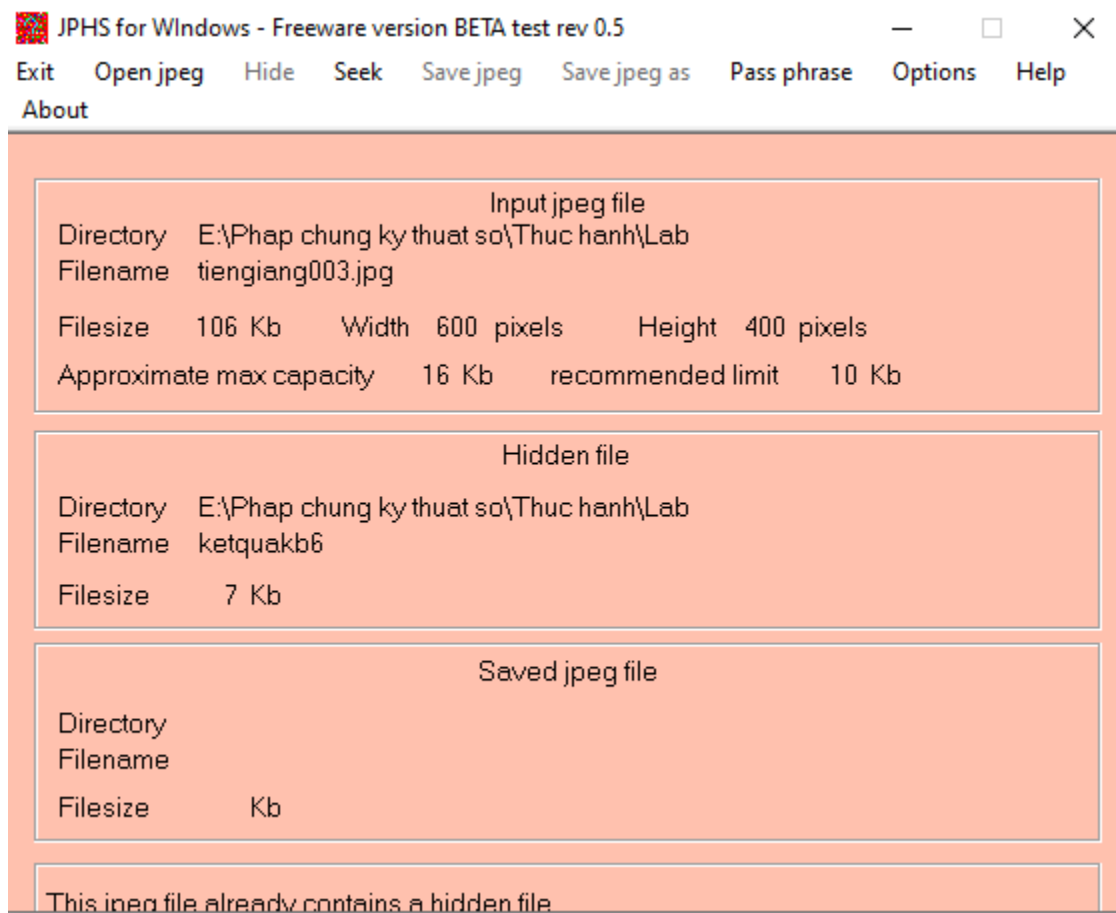 JPHS for WIndows - Freeware version BETA test rev 0.5
Exit Open jpeg Hide Seek Save jpeg Save jpeg as Pass phrase Options Help
About
Input jpeg file
Directory E:\Phap chung ky thuat so\Thuc hanh\Lab
Filename tiengiang003.jpg
Filesize 106 Kb Width 600 pixels Height 400 pixels
Approximate max capacity 16 Kb recommended limit 10 Kb
Hidden file
Directory E:\Phap chung ky thuat so\Thuc hanh\Lab
Filename ketquakb6
Filesize 7 Kb
Saved jpeg file
Directory
Filename
Filesize Kb
This jpeg file already contains a hidden file